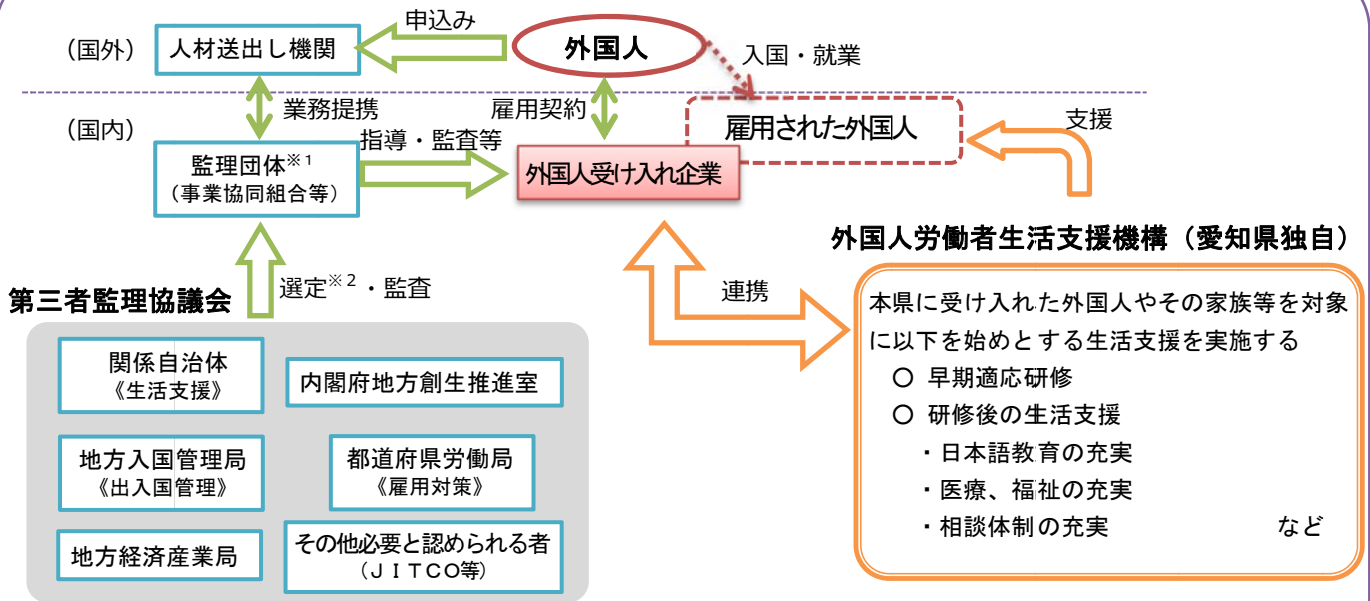 申込み
（国外）
人材送出し機関
外国人
入国・就業
業務提携
雇用契約
（国内）
雇用された外国人
支援
指導・監査等
監理団体※1
（事業協同組合等）
外国人受け入れ企業
外国人労働者生活支援機構（愛知県独自）
選定※2・監査
連携
第三者監理協議会
関係自治体
《生活支援》
内閣府地方創生推進室
地方入国管理局
《出入国管理》
都道府県労働局
《雇用対策》
地方経済産業局
その他必要と認められる者
（ＪＩＴＣＯ等）
本県に受け入れた外国人やその家族等を対象
に以下を始めとする生活支援を実施する
○ 早期適応研修
○ 研修後の生活支援
・日本語教育の充実
・医療、福祉の充実
・相談体制の充実 など